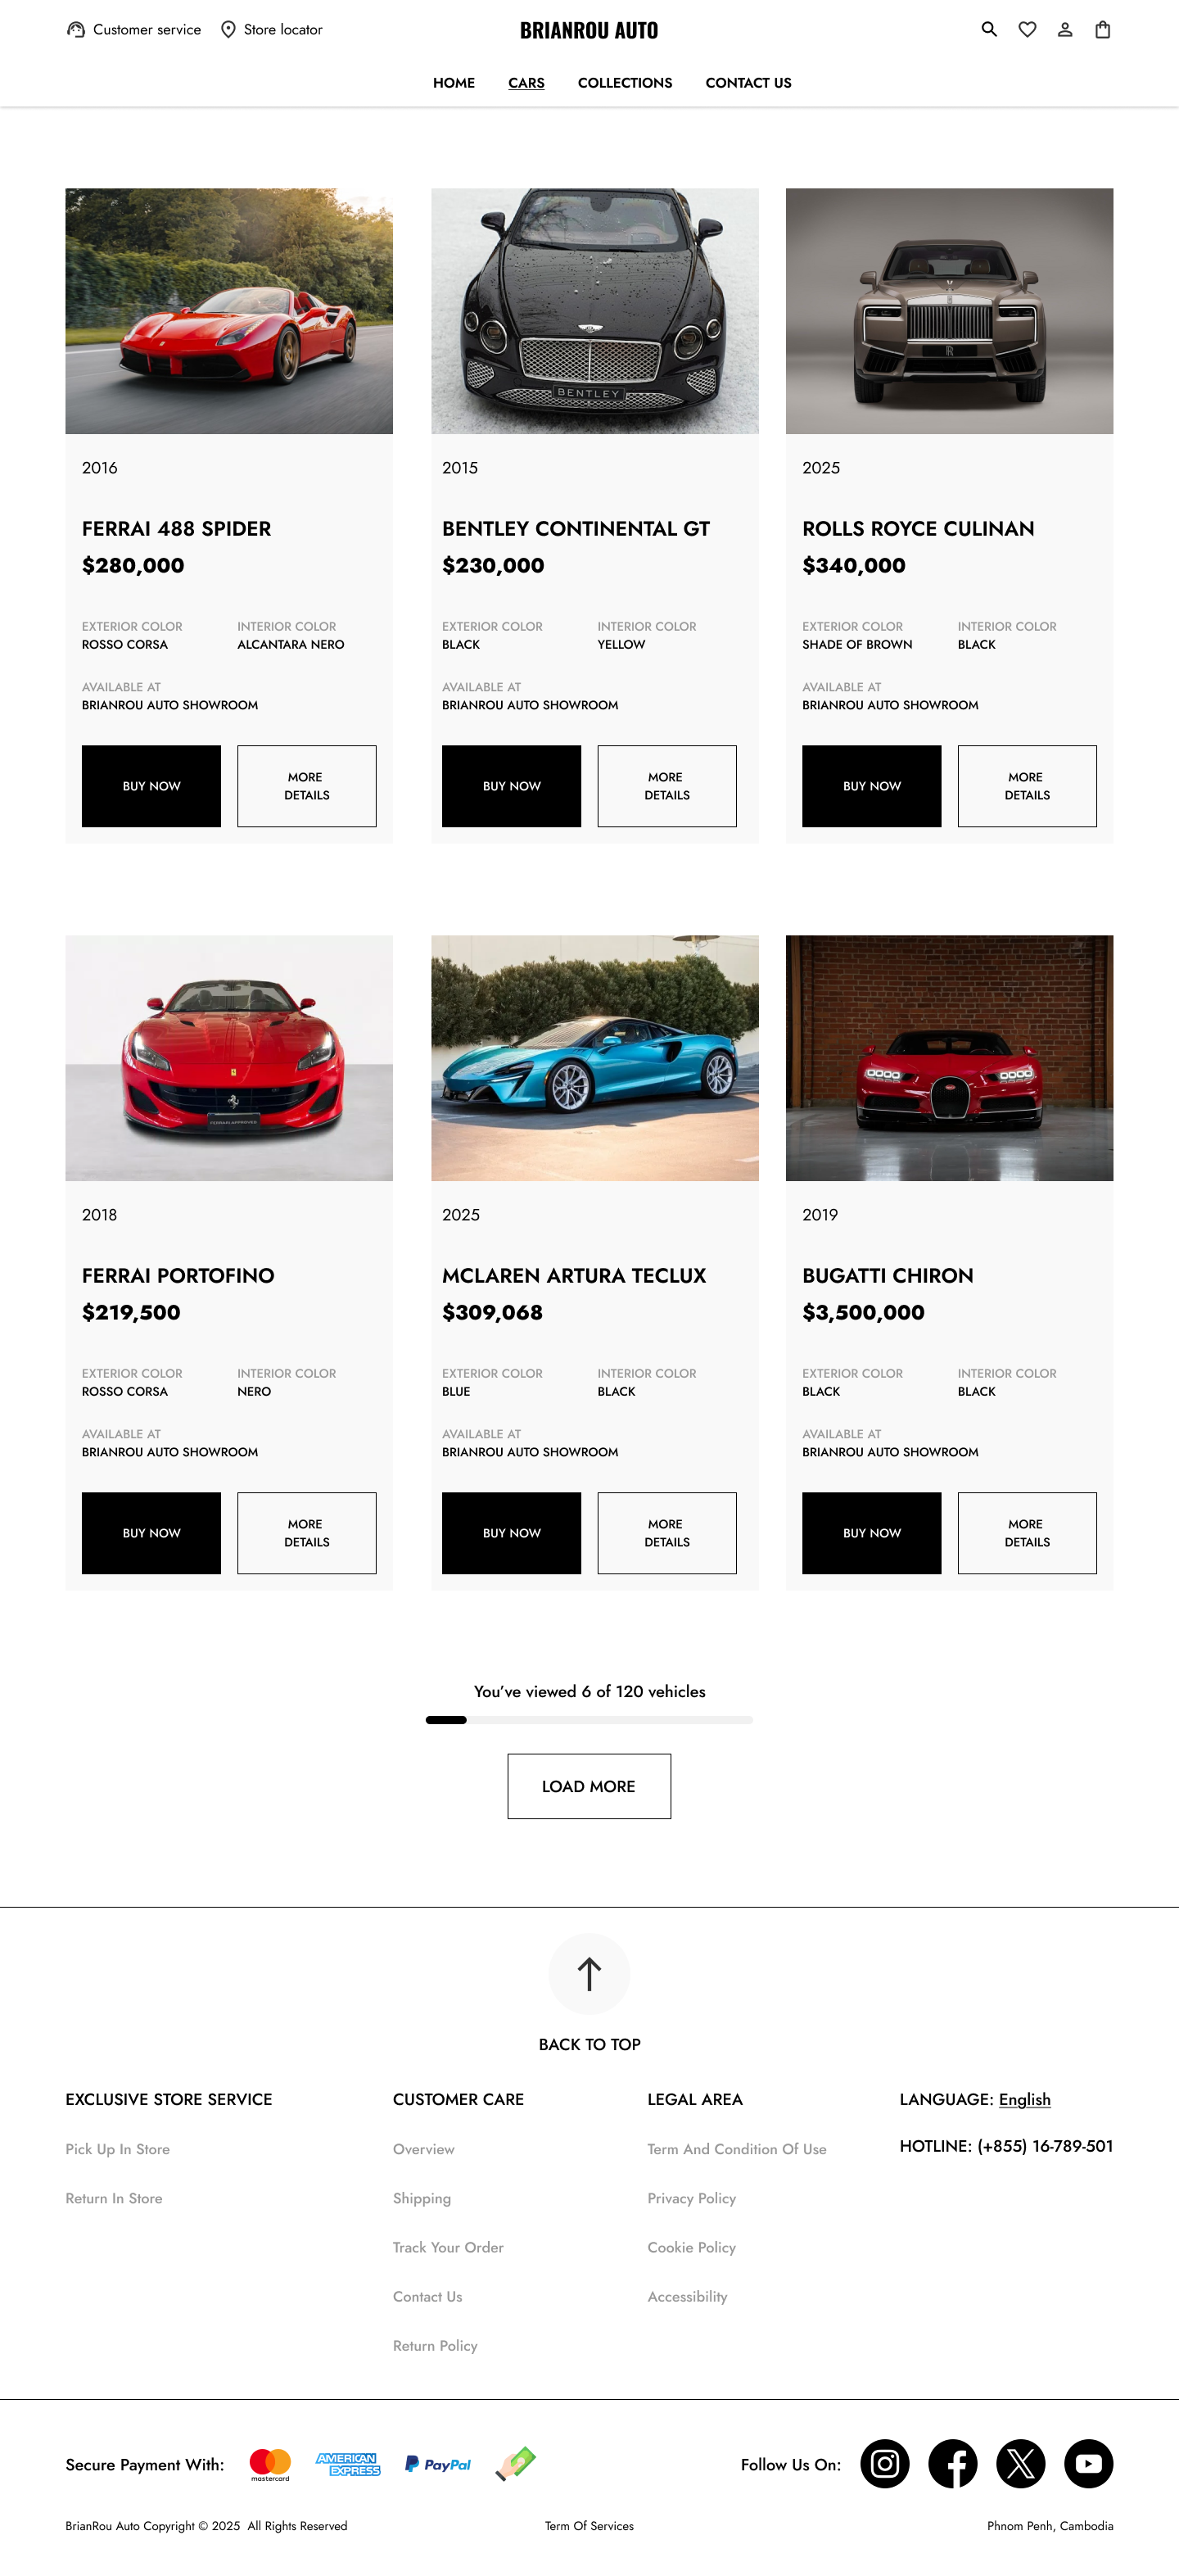 Customer service
Store locator
BRIANROU AUTO
HOME CARS COLLECTIONS CONTACT US
BENTLEY
2016
FERRAI 488 SPIDER
$280,000
EXTERIOR COLOR INTERIOR COLOR
ROSSO CORSA ALCANTARA NERO
AVAILABLE AT
BRIANROU AUTO SHOWROOM
BUY NOW
MORE
DETAILS
2015
BENTLEY CONTINENTAL GT
$230,000
EXTERIOR COLOR INTERIOR COLOR
BLACK YELLOW
AVAILABLE AT
BRIANROU AUTO SHOWROOM
BUY NOW
MORE
DETAILS
2025
ROLLS ROYCE CULINAN
$340,000
EXTERIOR COLOR INTERIOR COLOR
SHADE OF BROWN BLACK
AVAILABLE AT
BRIANROU AUTO SHOWROOM
BUY NOW
MORE
DETAILS
FERRARI APPROVED
2018
FERRAI PORTOFINO
$219,500
EXTERIOR COLOR INTERIOR COLOR
ROSSO CORSA NERO
AVAILABLE AT
BRIANROU AUTO SHOWROOM
BUY NOW
MORE
DETAILS
2025
MCLAREN ARTURA TECLUX
$309,068
EXTERIOR COLOR INTERIOR COLOR
BLUE BLACK
AVAILABLE AT
BRIANROU AUTO SHOWROOM
BUY NOW
MORE
DETAILS
2019
BUGATTI CHIRON
$3,500,000
EXTERIOR COLOR INTERIOR COLOR
BLACK BLACK
AVAILABLE AT
BRIANROU AUTO SHOWROOM
BUY NOW
MORE
DETAILS
You’ve viewed 6 of 120 vehicles
LOAD MORE
BACK TO TOP
EXCLUSIVE STORE SERVICE
Pick Up In Store
Return In Store
CUSTOMER CARE
Overview
Shipping
Track Your Order
Contact Us
Return Policy
LEGAL AREA
Term And Condition Of Use
Privacy Policy
Cookie Policy
Accessibility
LANGUAGE: English
HOTLINE: (+855) 16-789-501
Secure Payment With:
mastercard
AMERICAN
EXPRESS
PayPal
Follow Us On:
BrianRou Auto Copyright © 2025 All Rights Reserved
Term Of Services
Phnom Penh, Cambodia